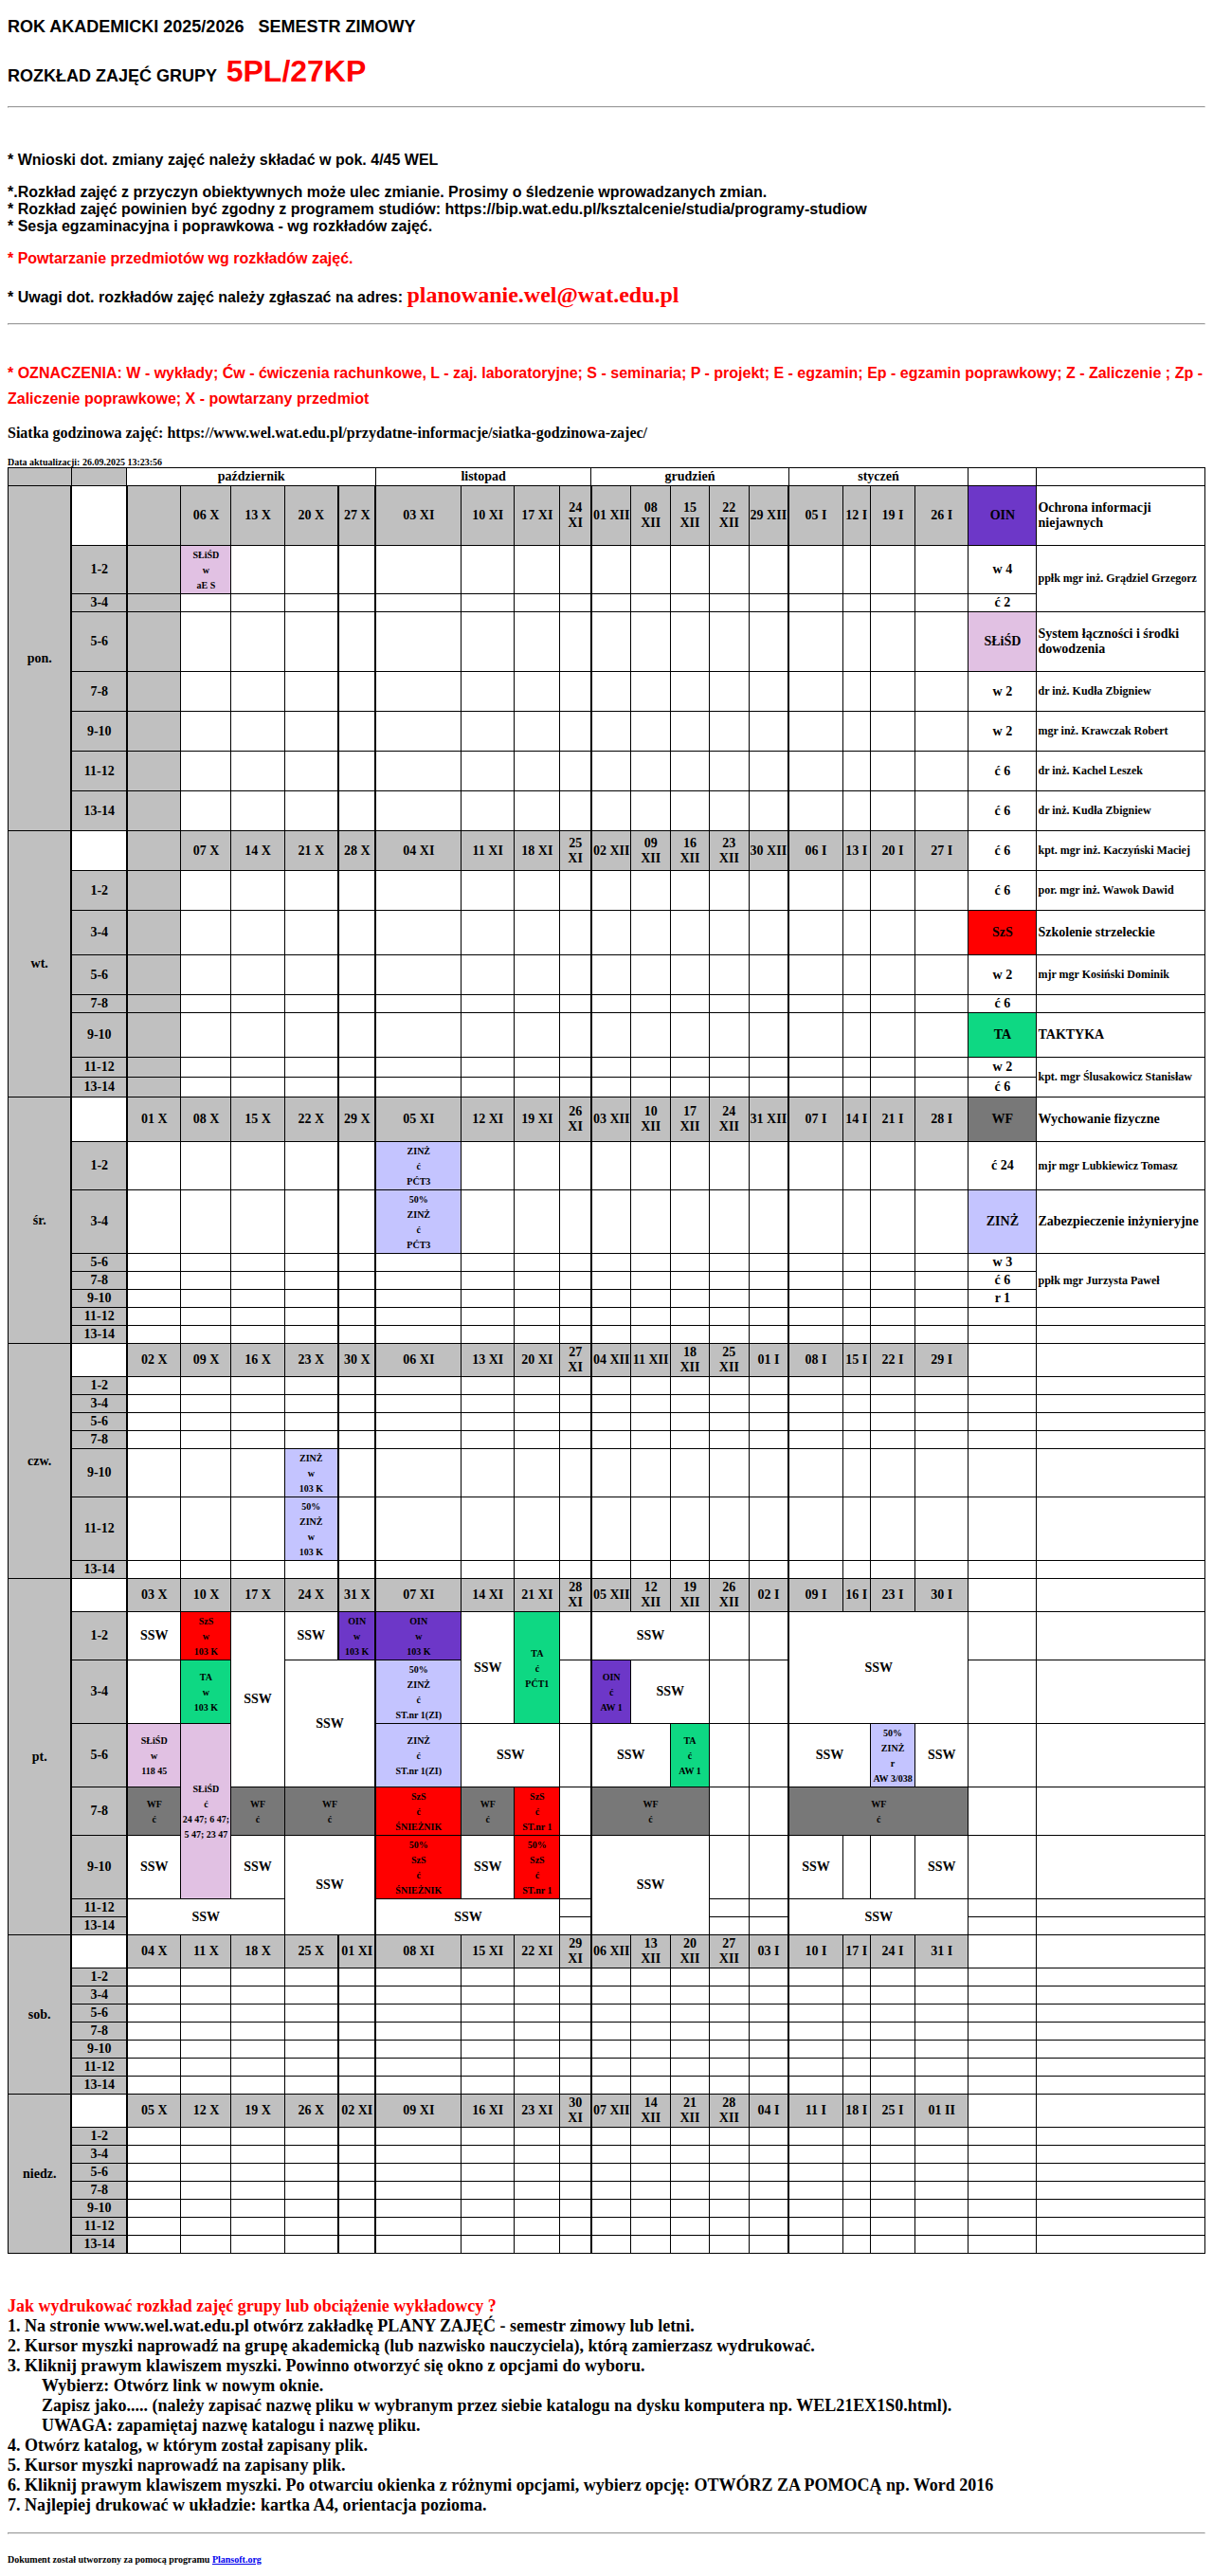 ROK AKADEMICKI 2025/2026 SEMESTR ZIMOWY
ROZKŁAD ZAJĘĆ GRUPY 5PL/27KP
* Wnioski dot. zmiany zajęć należy składać w pok. 4/45 WEL
*.Rozkład zajęć z przyczyn obiektywnych może ulec zmianie. Prosimy o śledzenie wprowadzanych zmian.
* Rozkład zajęć powinien być zgodny z programem studiów: https://bip.wat.edu.pl/ksztalcenie/studia/programy-studiow
* Sesja egzaminacyjna i poprawkowa - wg rozkładów zajęć.
* Powtarzanie przedmiotów wg rozkładów zajęć.
* Uwagi dot. rozkładów zajęć należy zgłaszać na adres: planowanie.wel@wat.edu.pl
* OZNACZENIA: W - wykłady; Ćw - ćwiczenia rachunkowe, L - zaj. laboratoryjne; S - seminaria; P - projekt; E - egzamin; Ep - egzamin poprawkowy; Z - Zaliczenie ; Zp -
Zaliczenie poprawkowe; X - powtarzany przedmiot
Siatka godzinowa zajęć: https://www.wel.wat.edu.pl/przydatne-informacje/siatka-godzinowa-zajec/
Data aktualizacji: 26.09.2025 13:23:56
październik listopad grudzień styczeń
pon. 06 X 13 X 20 X 27 X 03 XI 10 XI 17 XI 24 XI 01 XII 08 XII 15 XII 22 XII 29 XII 05 I 12 I 19 I 26 I OIN Ochrona informacji niejawnych
1-2 SŁiŚD w aE S w 4 ppłk mgr inż. Grądziel Grzegorz
3-4 ć 2
5-6 SŁiŚD System łączności i środki dowodzenia
7-8 w 2 dr inż. Kudła Zbigniew
9-10 w 2 mgr inż. Krawczak Robert
11-12 ć 6 dr inż. Kachel Leszek
13-14 ć 6 dr inż. Kudła Zbigniew
wt. 07 X 14 X 21 X 28 X 04 XI 11 XI 18 XI 25 XI 02 XII 09 XII 16 XII 23 XII 30 XII 06 I 13 I 20 I 27 I ć 6 kpt. mgr inż. Kaczyński Maciej
1-2 ć 6 por. mgr inż. Wawok Dawid
3-4 SzS Szkolenie strzeleckie
5-6 w 2 mjr mgr Kosiński Dominik
7-8 ć 6
9-10 TA TAKTYKA
11-12 w 2 kpt. mgr Ślusakowicz Stanisław
13-14 ć 6
śr. 01 X 08 X 15 X 22 X 29 X 05 XI 12 XI 19 XI 26 XI 03 XII 10 XII 17 XII 24 XII 31 XII 07 I 14 I 21 I 28 I WF Wychowanie fizyczne
1-2 ZINŻ ć PĆT3 ć 24 mjr mgr Lubkiewicz Tomasz
3-4 50% ZINŻ ć PĆT3 ZINŻ Zabezpieczenie inżynieryjne
5-6 w 3 ppłk mgr Jurzysta Paweł
7-8 ć 6
9-10 r 1
11-12
13-14
czw. 02 X 09 X 16 X 23 X 30 X 06 XI 13 XI 20 XI 27 XI 04 XII 11 XII 18 XII 25 XII 01 I 08 I 15 I 22 I 29 I
1-2
3-4
5-6
7-8
9-10 ZINŻ w 103 K
11-12 50% ZINŻ w 103 K
13-14
pt. 03 X 10 X 17 X 24 X 31 X 07 XI 14 XI 21 XI 28 XI 05 XII 12 XII 19 XII 26 XII 02 I 09 I 16 I 23 I 30 I
1-2 SSW SzS w 103 K SSW SSW OIN w 103 K OIN w 103 K SSW TA ć PĆT1 SSW SSW
3-4 TA w 103 K SSW 50% ZINŻ ć ST.nr 1(ZI) OIN ć AW 1 SSW
5-6 SŁiŚD w 118 45 SŁiŚD ć 24 47; 6 47; 5 47; 23 47 ZINŻ ć ST.nr 1(ZI) SSW SSW TA ć AW 1 SSW 50% ZINŻ r AW 3/038 SSW
7-8 WF ć WF ć WF ć SzS ć ŚNIEŻNIK WF ć SzS ć ST.nr 1 WF ć WF ć
9-10 SSW SSW SSW 50% SzS ć ŚNIEŻNIK SSW 50% SzS ć ST.nr 1 SSW SSW SSW
11-12 SSW SSW SSW
13-14
sob. 04 X 11 X 18 X 25 X 01 XI 08 XI 15 XI 22 XI 29 XI 06 XII 13 XII 20 XII 27 XII 03 I 10 I 17 I 24 I 31 I
1-2
3-4
5-6
7-8
9-10
11-12
13-14
niedz. 05 X 12 X 19 X 26 X 02 XI 09 XI 16 XI 23 XI 30 XI 07 XII 14 XII 21 XII 28 XII 04 I 11 I 18 I 25 I 01 II
1-2
3-4
5-6
7-8
9-10
11-12
13-14
Jak wydrukować rozkład zajęć grupy lub obciążenie wykładowcy ?
1. Na stronie www.wel.wat.edu.pl otwórz zakładkę PLANY ZAJĘĆ - semestr zimowy lub letni.
2. Kursor myszki naprowadź na grupę akademicką (lub nazwisko nauczyciela), którą zamierzasz wydrukować.
3. Kliknij prawym klawiszem myszki. Powinno otworzyć się okno z opcjami do wyboru.
Wybierz: Otwórz link w nowym oknie.
Zapisz jako..... (należy zapisać nazwę pliku w wybranym przez siebie katalogu na dysku komputera np. WEL21EX1S0.html).
UWAGA: zapamiętaj nazwę katalogu i nazwę pliku.
4. Otwórz katalog, w którym został zapisany plik.
5. Kursor myszki naprowadź na zapisany plik.
6. Kliknij prawym klawiszem myszki. Po otwarciu okienka z różnymi opcjami, wybierz opcję: OTWÓRZ ZA POMOCĄ np. Word 2016
7. Najlepiej drukować w układzie: kartka A4, orientacja pozioma.
Dokument został utworzony za pomocą programu Plansoft.org